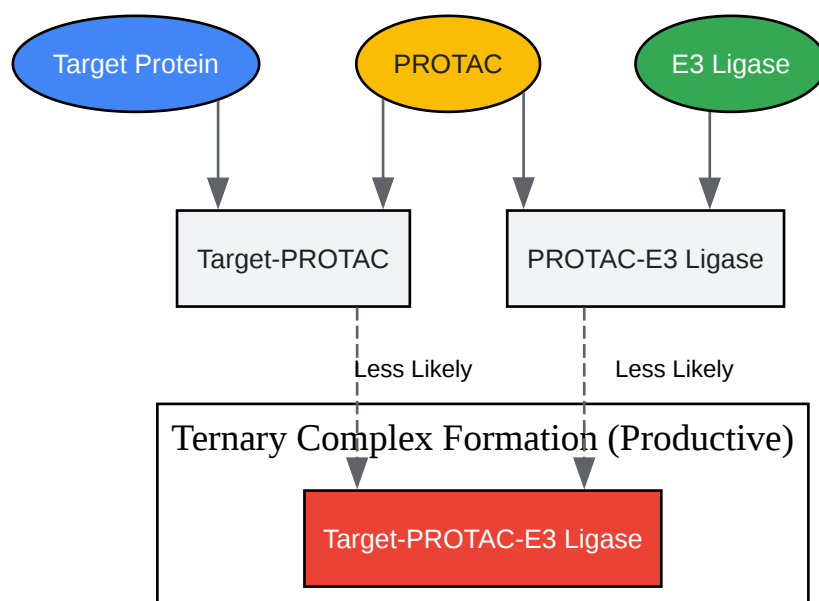 Target Protein
PROTAC
E3 Ligase
Target-PROTAC
PROTAC-E3 Ligase
Less Likely
Less Likely
Ternary Complex Formation (Productive)
Target-PROTAC-E3 Ligase